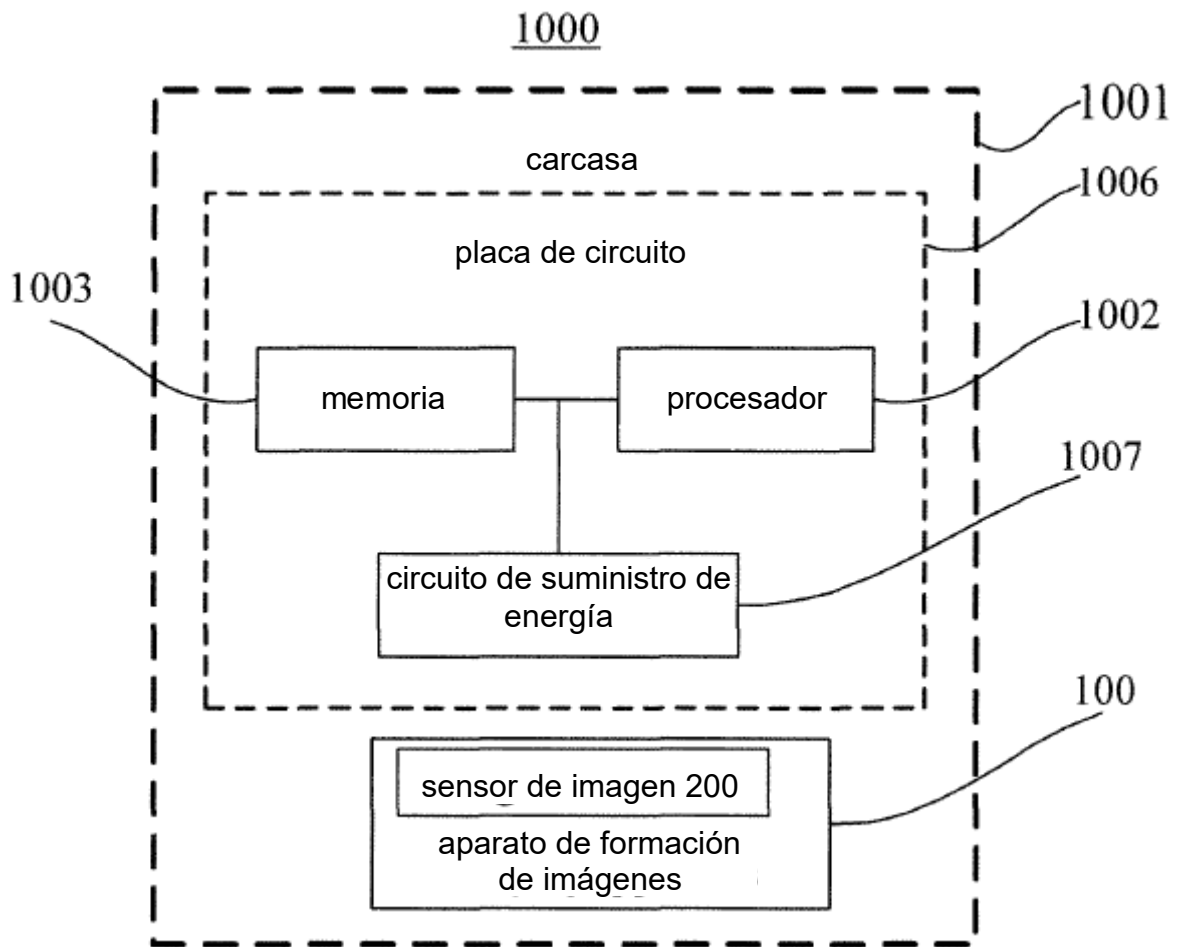 1000
1001
carcasa
1006
placa de circuito
1003
1002
memoria
procesador
1007
circuito de suministro de
energía
100
sensor de imagen 200
aparato de formación
de imágenes